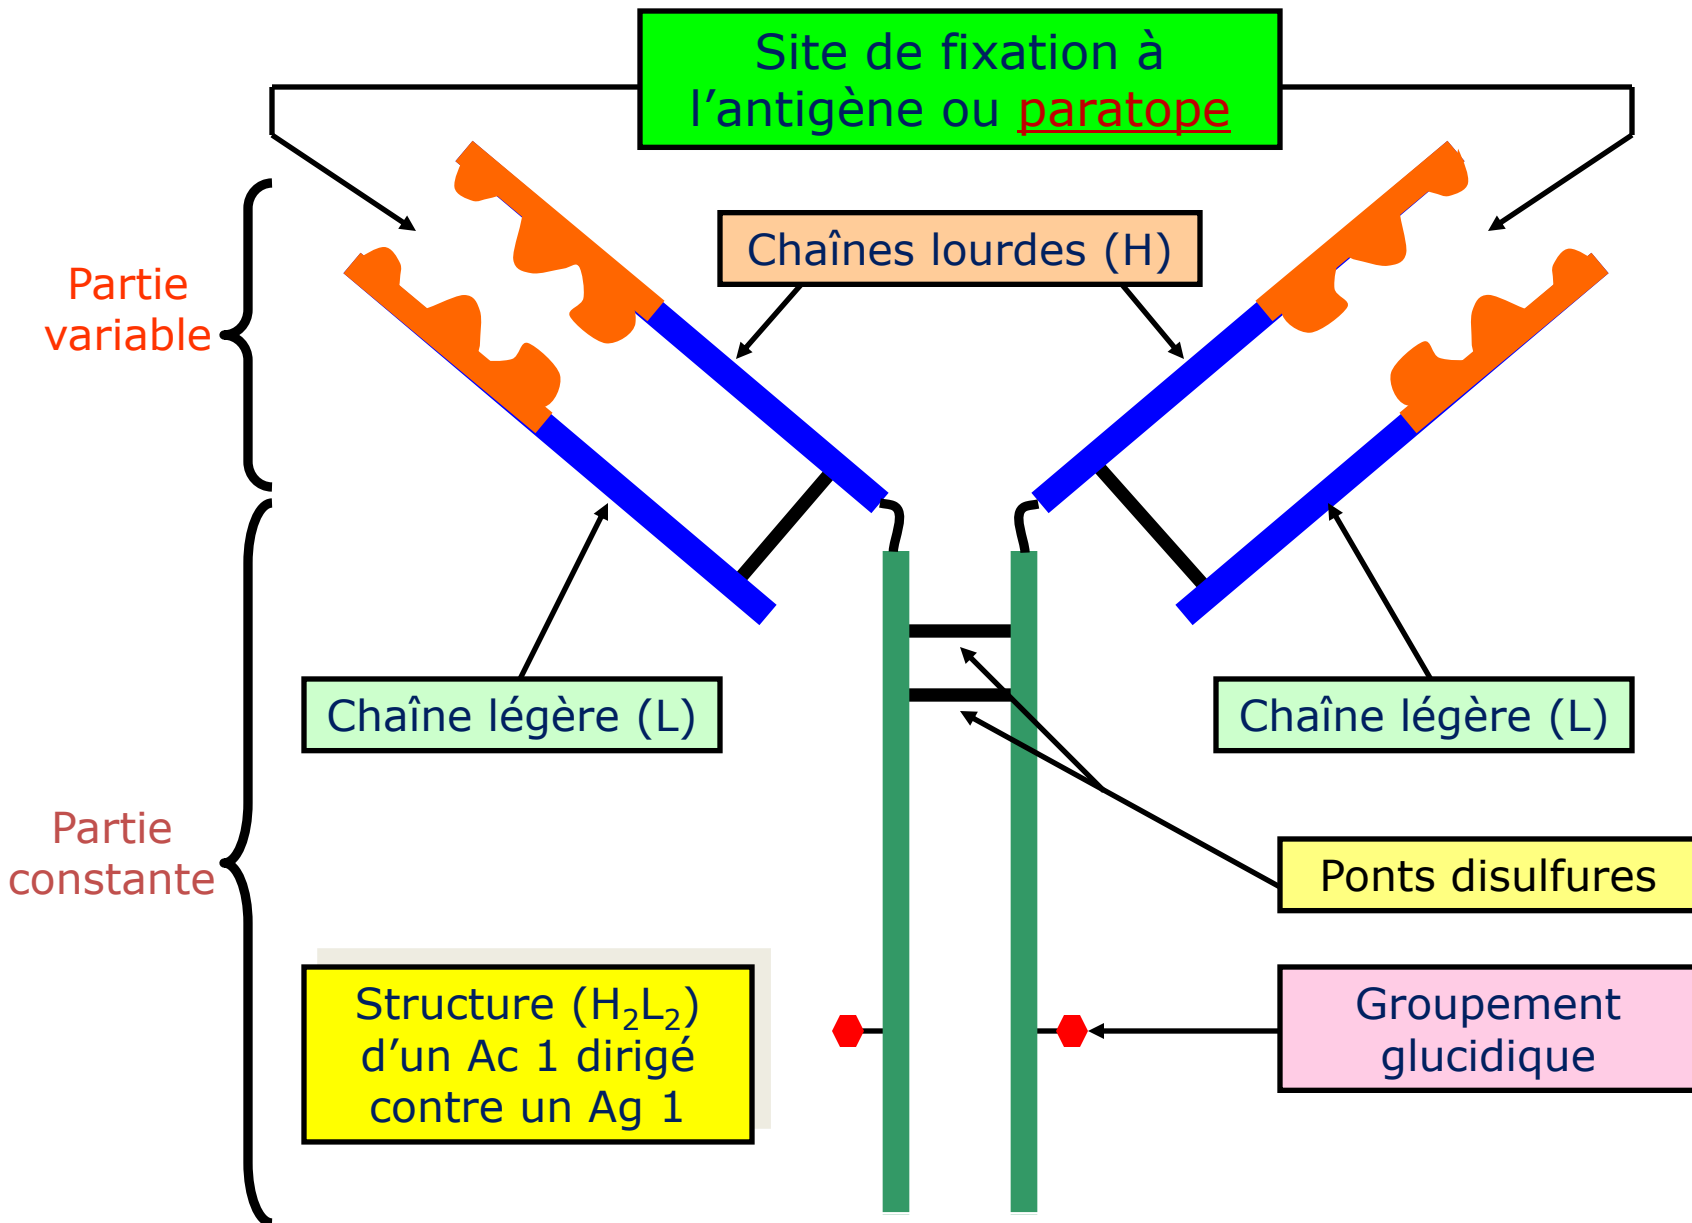 Site de fixation à
l’antigène ou paratope
Chaînes lourdes (H)
Partie
variable
Chaîne légère (L)
Chaîne légère (L)
Partie
constante
Ponts disulfures
Structure (H₂L₂)
d’un Ac 1 dirigé
contre un Ag 1
Groupement
glucidique